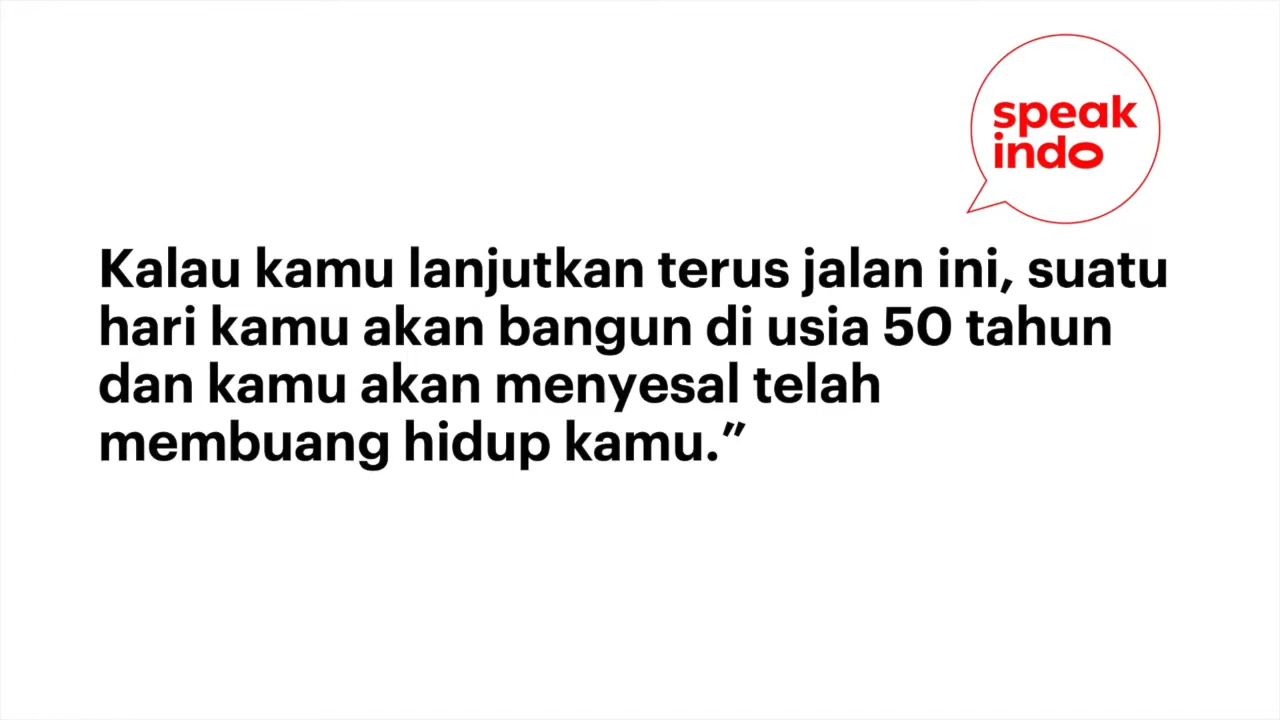 speak
indo
Kalau kamu lanjutkan terus jalan ini, suatu
hari kamu akan bangun di usia 50 tahun
dan kamu akan menyesal telah
membuang hidup kamu.”